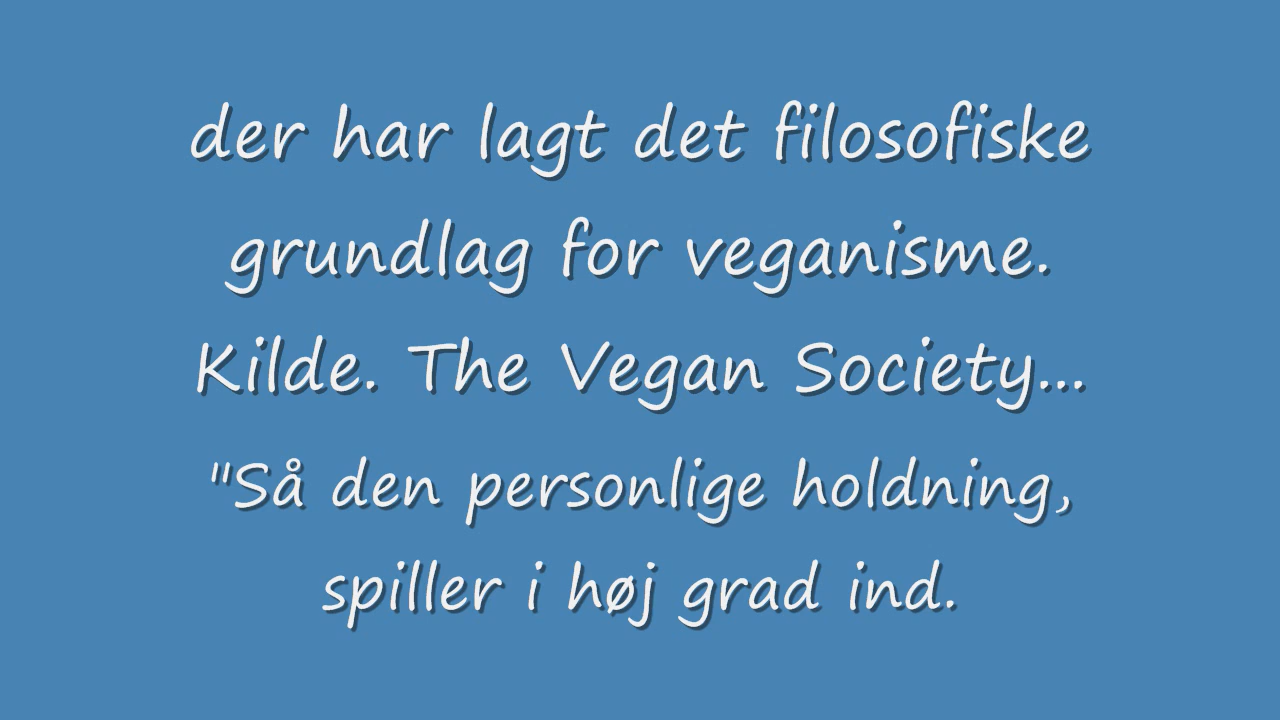 der har lagt det filosofiske
grundlag for veganisme.
Kilde. The Vegan Society...
"Så den personlige holdning,
spiller i høj grad ind.